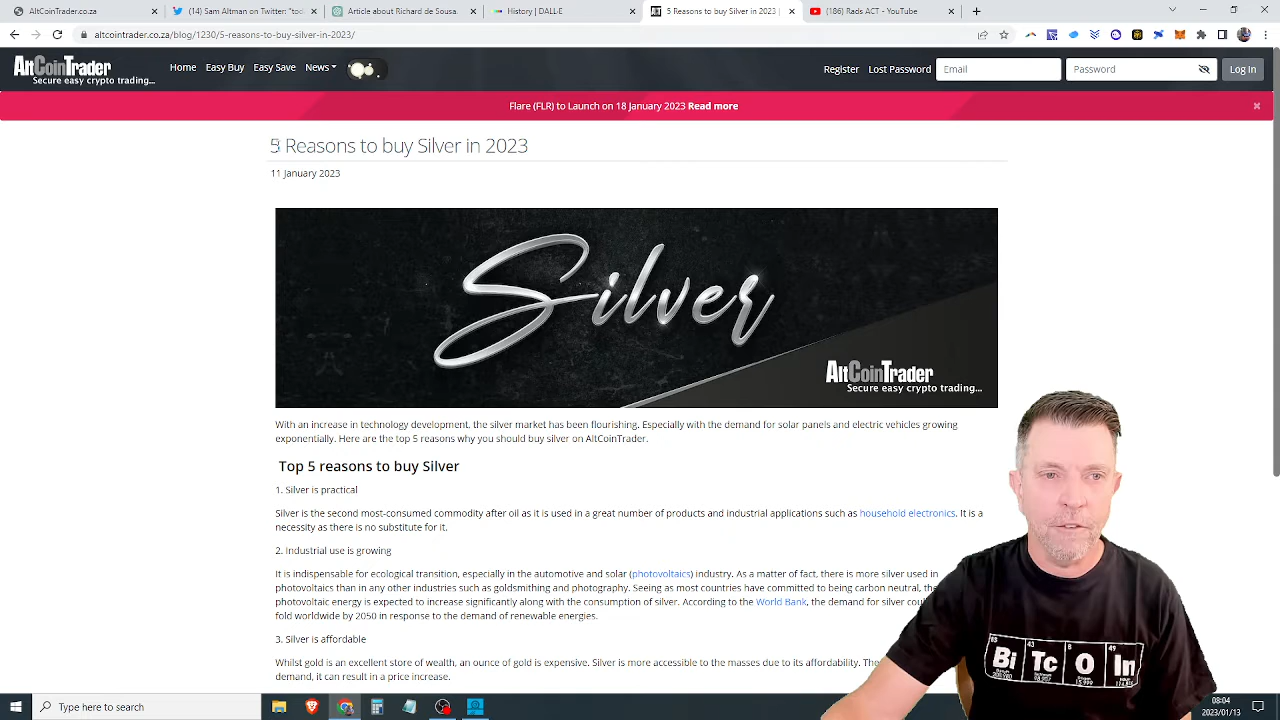 AltCoinTrader.co.za
(14) Sam Altman on Twitter: "tod
Article about Richard de Sousa.
History | DALL·E
5 Reasons to buy Silver in 2023 |
(186) Rads ACT - YouTube
altcointrader.co.za/blog/1230/5-reasons-to-buy-silver-in-2023/
AltCoinTrader
Secure easy crypto trading...
Home
Easy Buy
Easy Save
News
Register
Lost Password
Email
Password
Log In
Flare (FLR) to Launch on 18 January 2023 Read more
5 Reasons to buy Silver in 2023
11 January 2023
Silver
AltCoinTrader
Secure easy crypto trading...
With an increase in technology development, the silver market has been flourishing. Especially with the demand for solar panels and electric vehicles growing
exponentially. Here are the top 5 reasons why you should buy silver on AltCoinTrader.
Top 5 reasons to buy Silver
1. Silver is practical
Silver is the second most-consumed commodity after oil as it is used in a great number of products and industrial applications such as household electronics. It is a
necessity as there is no substitute for it.
2. Industrial use is growing
It is indispensable for ecological transition, especially in the automotive and solar (photovoltaics) industry. As a matter of fact, there is more silver used in
photovoltaics than in any other industries such as goldsmithing and photography. Seeing as most countries have committed to being carbon neutral, the
photovoltaic energy is expected to increase significantly along with the consumption of silver. According to the World Bank, the demand for silver
fold worldwide by 2050 in response to the demand of renewable energies.
3. Silver is affordable
Whilst gold is an excellent store of wealth, an ounce of gold is expensive. Silver is more accessible to the masses due to its affordability.
demand, it can result in a price increase.
Bi Tc O In
Type here to search
08:04
2023/01/13